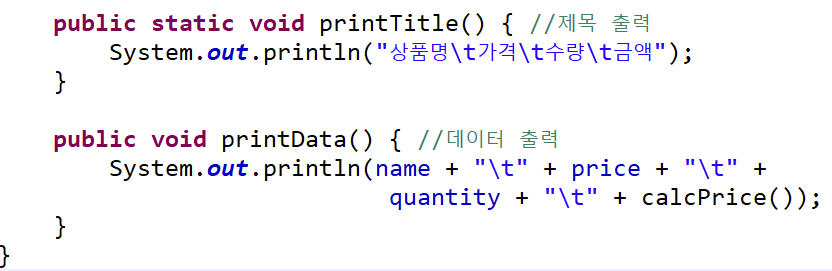 public static void printTitle() { //제목 출력
System.out.println("상품명\t가격\t수량\t금액");
}
public void printData() { //데이터 출력
System.out.println(name + "\t" + price + "\t" +
quantity + "\t" + calcPrice());
}
}